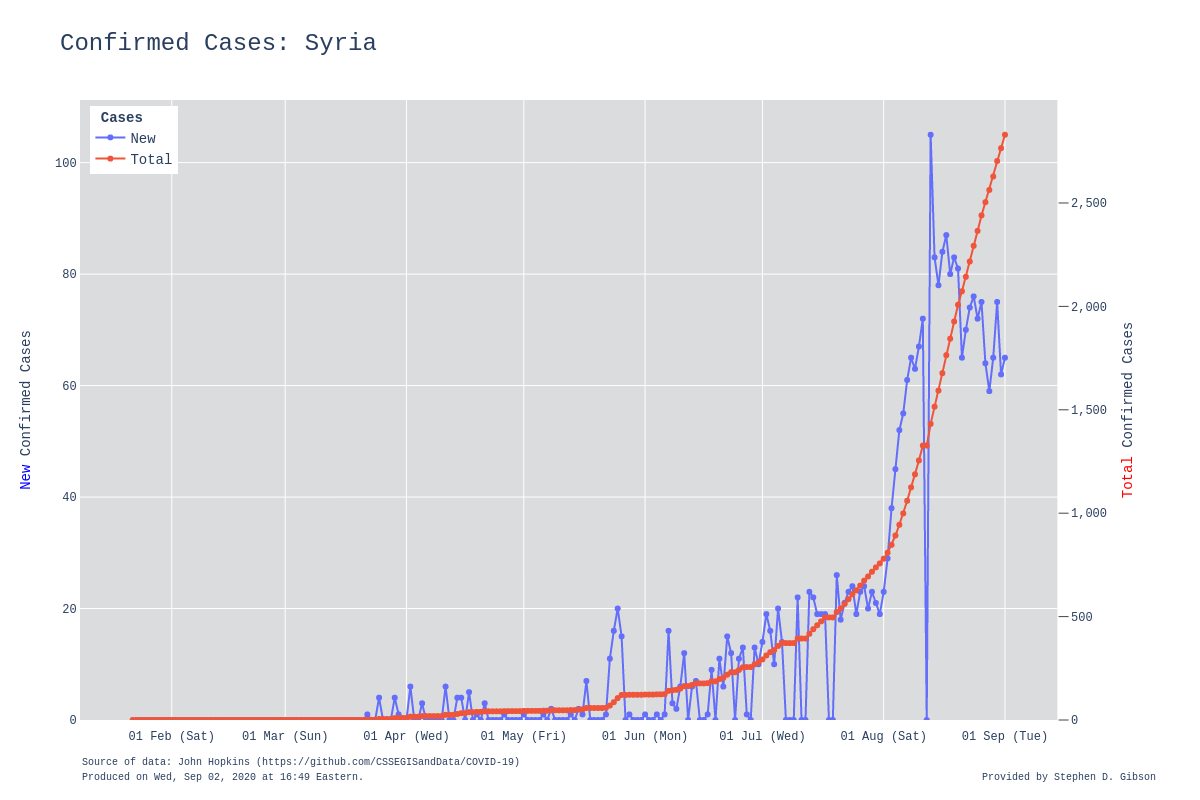 Confirmed Cases: Syria
Cases
New
Total
100
80
60
40
20
0
2,500
2,000
1,500
1,000
500
0
New Confirmed Cases
Total Confirmed Cases
01 Feb (Sat) 01 Mar (Sun) 01 Apr (Wed) 01 May (Fri) 01 Jun (Mon) 01 Jul (Wed) 01 Aug (Sat) 01 Sep (Tue)
Source of data: John Hopkins (https://github.com/CSSEGISandData/COVID-19)
Produced on Wed, Sep 02, 2020 at 16:49 Eastern.
Provided by Stephen D. Gibson